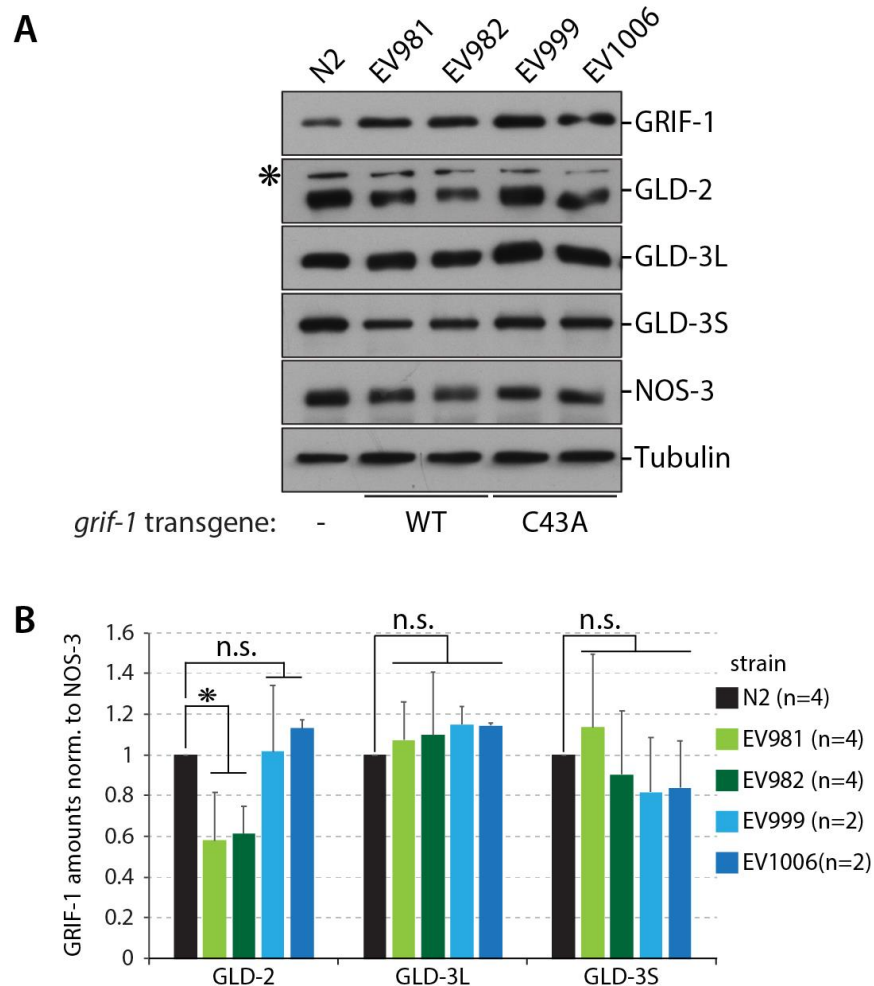 A
N2 EV981 EV982 EV999 EV1006
GRIF-1
* GLD-2
GLD-3L
GLD-3S
NOS-3
Tubulin
grif-1 transgene: - WT C43A
B
GRIF-1 amounts norm. to NOS-3
1.6
1.4
1.2
1
0.8
0.6
0.4
0.2
0
n.s. * n.s. n.s.
GLD-2 GLD-3L GLD-3S
strain
N2 (n=4)
EV981 (n=4)
EV982 (n=4)
EV999 (n=2)
EV1006(n=2)